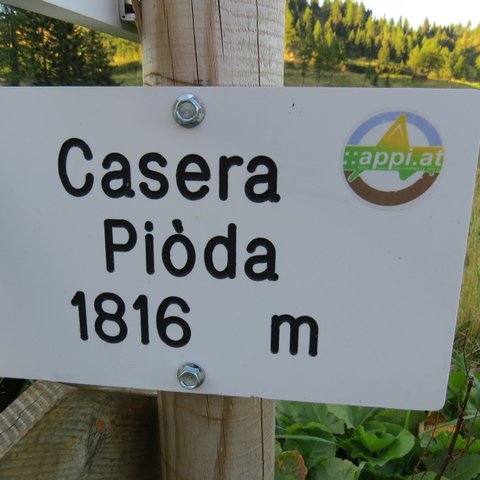 Casera
Piòda
1816 m
::appi.at